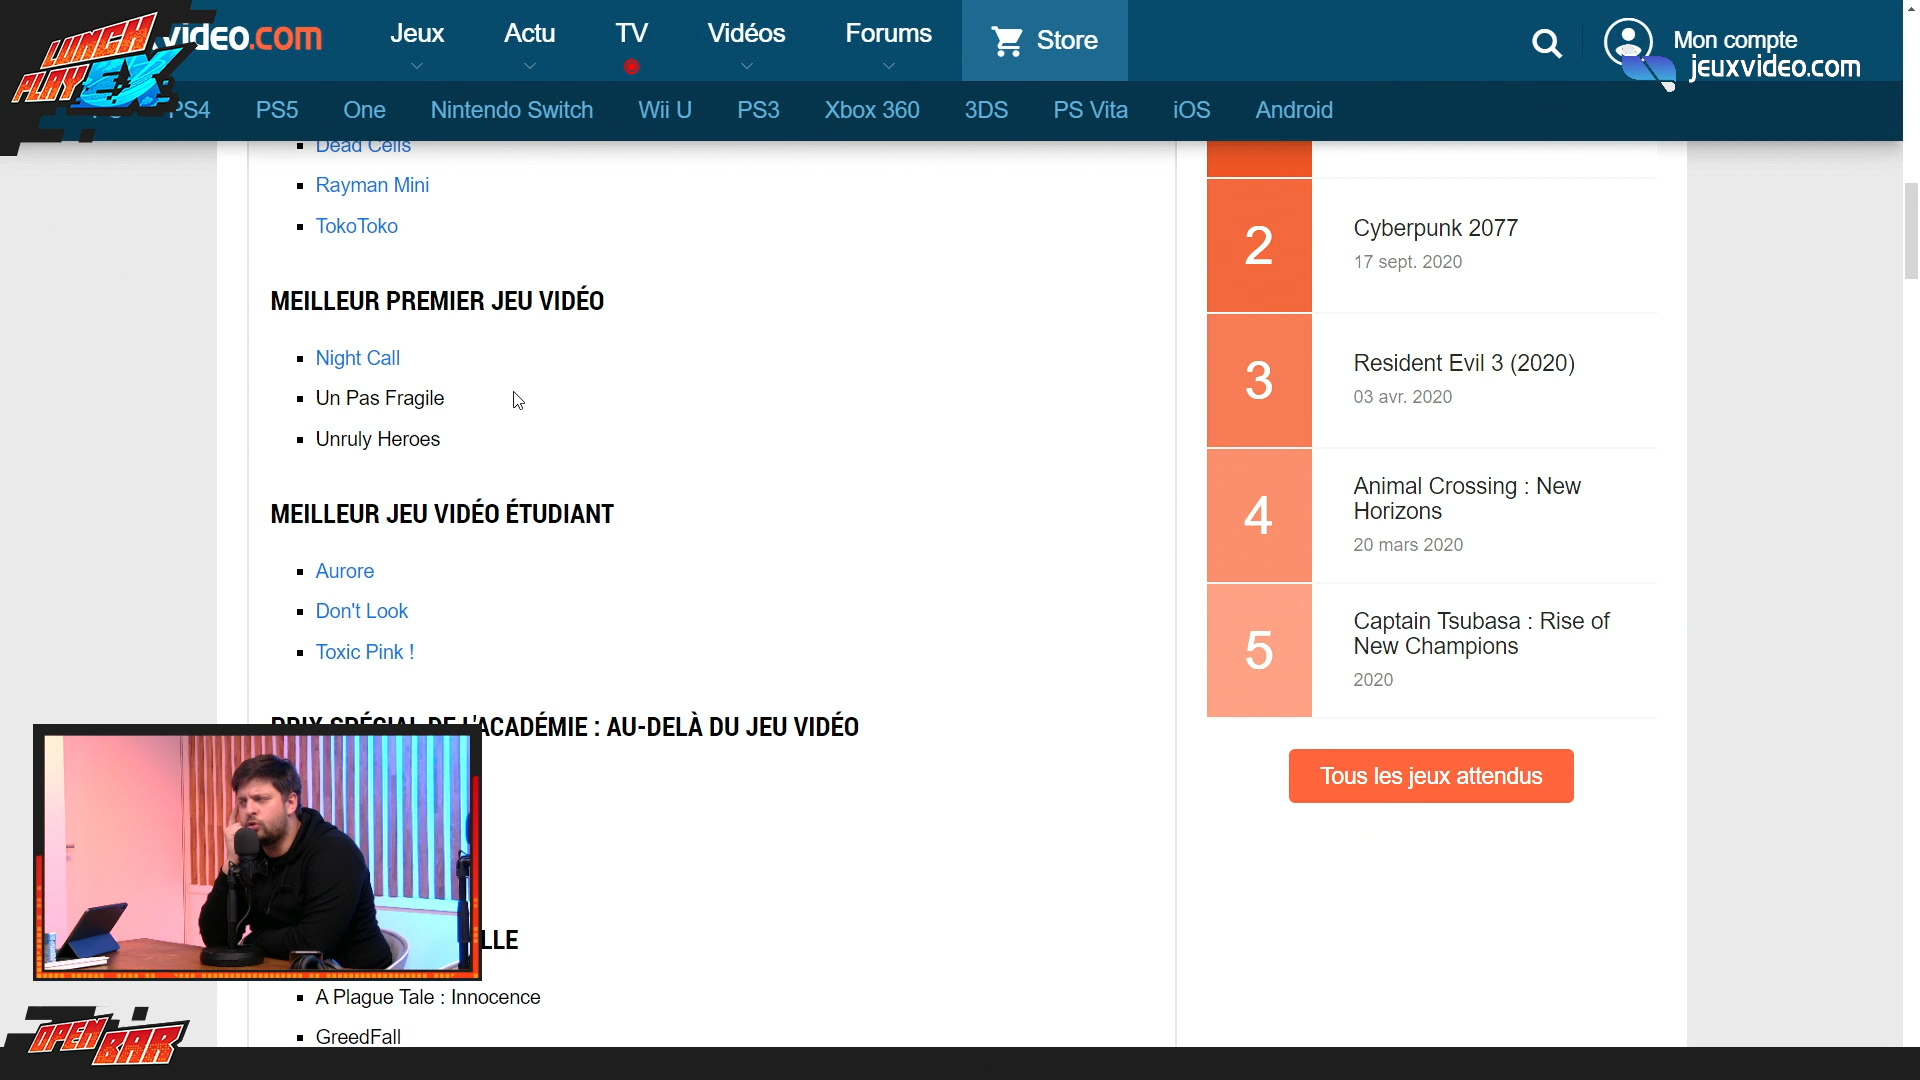 LUNCH
PLAY EX
video.com
Jeux
Actu
TV
Vidéos
Forums
Store
Mon compte
jeuxvideo.com
PS4
PS5
One
Nintendo Switch
Wii U
PS3
Xbox 360
3DS
PS Vita
iOS
Android
Dead Cells
Rayman Mini
TokoToko
MEILLEUR PREMIER JEU VIDÉO
Night Call
Un Pas Fragile
Unruly Heroes
MEILLEUR JEU VIDÉO ÉTUDIANT
Aurore
Don't Look
Toxic Pink !
PRIX SPÉCIAL DE L'ACADÉMIE : AU-DELÀ DU JEU VIDÉO
LLE
A Plague Tale : Innocence
GreedFall
2
Cyberpunk 2077
17 sept. 2020
3
Resident Evil 3 (2020)
03 avr. 2020
4
Animal Crossing : New
Horizons
20 mars 2020
5
Captain Tsubasa : Rise of
New Champions
2020
Tous les jeux attendus
OPEN
BAR